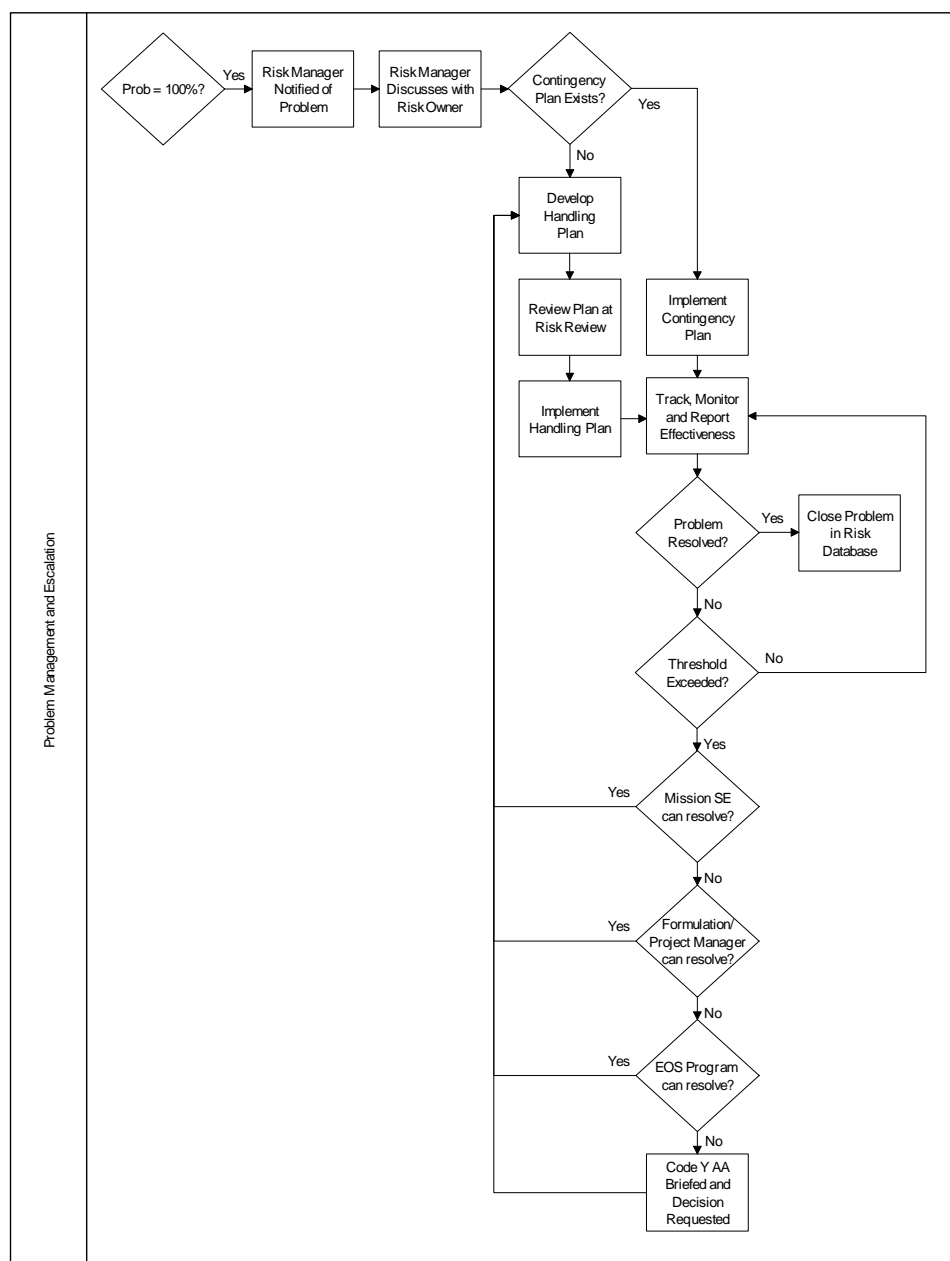 Prob = 100%?
Yes
Risk Manager
Notified of
Problem
Risk Manager
Discusses with
Risk Owner
Contingency
Plan Exists?
Yes
No
Develop
Handling
Plan
Review Plan at
Risk Review
Implement
Contingency
Plan
Implement
Handling Plan
Track, Monitor
and Report
Effectiveness
Problem
Resolved?
Yes
Close Problem
in Risk
Database
No
Threshold
Exceeded?
No
Yes
Mission SE
can resolve?
Yes
No
Formulation/
Project Manager
can resolve?
Yes
No
EOS Program
can resolve?
Yes
No
Code Y AA
Briefed and
Decision
Requested
Problem Management and Escalation